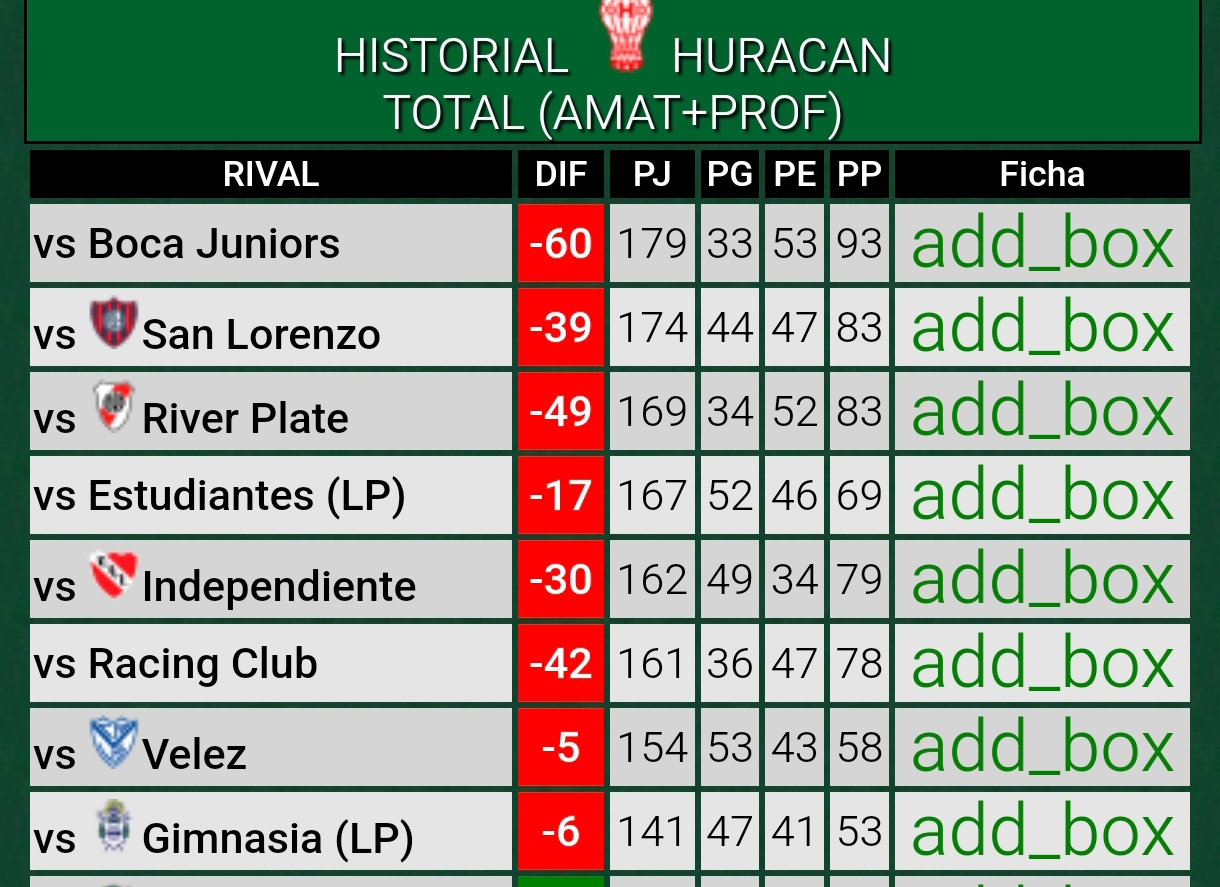 HISTORIAL HURACAN
TOTAL (AMAT+PROF)
RIVAL DIF PJ PG PE PP Ficha
vs Boca Juniors -60 179 33 53 93 add_box
vs San Lorenzo -39 174 44 47 83 add_box
vs River Plate -49 169 34 52 83 add_box
vs Estudiantes (LP) -17 167 52 46 69 add_box
vs Independiente -30 162 49 34 79 add_box
vs Racing Club -42 161 36 47 78 add_box
vs Velez -5 154 53 43 58 add_box
vs Gimnasia (LP) -6 141 47 41 53 add_box